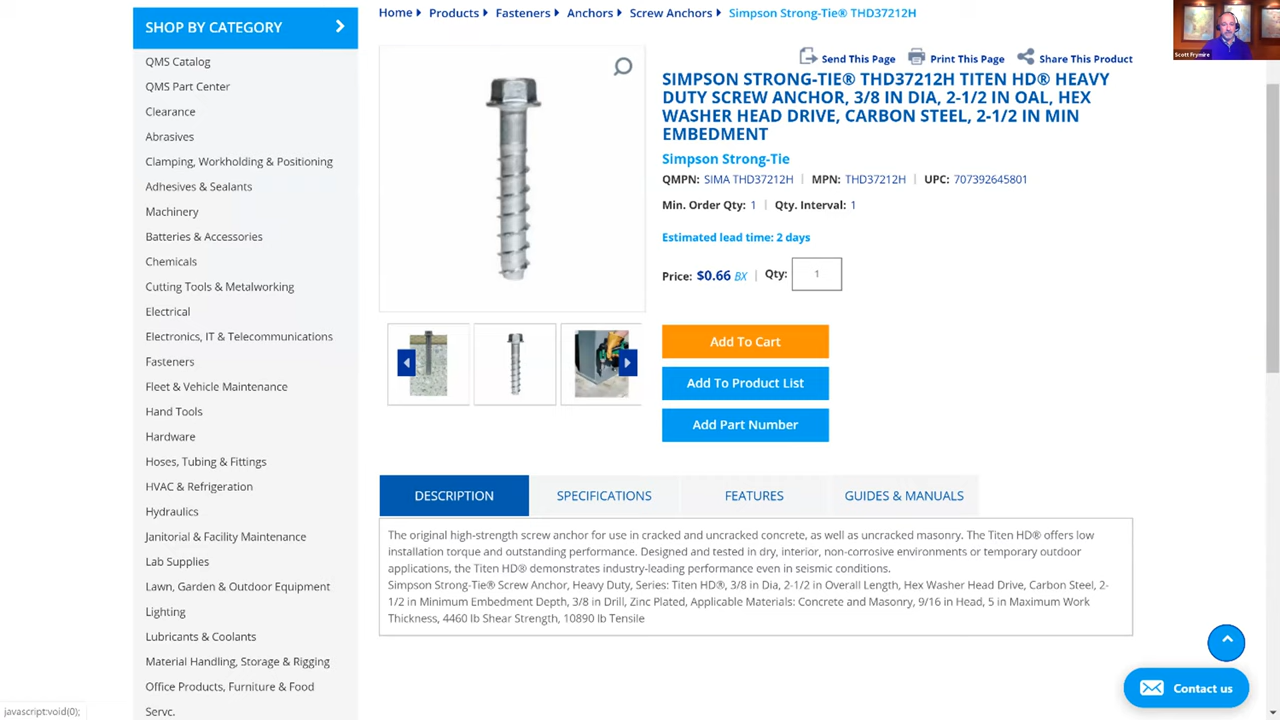 SHOP BY CATEGORY
QMS Catalog
QMS Part Center
Clearance
Abrasives
Clamping, Workholding & Positioning
Adhesives & Sealants
Machinery
Batteries & Accessories
Chemicals
Cutting Tools & Metalworking
Electrical
Electronics, IT & Telecommunications
Fasteners
Fleet & Vehicle Maintenance
Hand Tools
Hardware
Hoses, Tubing & Fittings
HVAC & Refrigeration
Hydraulics
Janitorial & Facility Maintenance
Lab Supplies
Lawn, Garden & Outdoor Equipment
Lighting
Lubricants & Coolants
Material Handling, Storage & Rigging
Office Products, Furniture & Food
Servc.
javascript:void(0);
Home Products Fasteners Anchors Screw Anchors Simpson Strong-Tie® THD37212H
Send This Page Print This Page Share This Product
SIMPSON STRONG-TIE® THD37212H TITEN HD® HEAVY
DUTY SCREW ANCHOR, 3/8 IN DIA, 2-1/2 IN OAL, HEX
WASHER HEAD DRIVE, CARBON STEEL, 2-1/2 IN MIN
EMBEDMENT
Simpson Strong-Tie
QMPN: SIMA THD37212H | MPN: THD37212H | UPC: 707392645801
Min. Order Qty: 1 | Qty. Interval: 1
Estimated lead time: 2 days
Price: $0.66 BX | Qty: 1
Add To Cart
Add To Product List
Add Part Number
DESCRIPTION SPECIFICATIONS FEATURES GUIDES & MANUALS
The original high-strength screw anchor for use in cracked and uncracked concrete, as well as uncracked masonry. The Titen HD® offers low
installation torque and outstanding performance. Designed and tested in dry, interior, non-corrosive environments or temporary outdoor
applications, the Titen HD® demonstrates industry-leading performance even in seismic conditions.
Simpson Strong-Tie® Screw Anchor, Heavy Duty, Series: Titen HD®, 3/8 in Dia, 2-1/2 in Overall Length, Hex Washer Head Drive, Carbon Steel, 2-
1/2 in Minimum Embedment Depth, 3/8 in Drill, Zinc Plated, Applicable Materials: Concrete and Masonry, 9/16 in Head, 5 in Maximum Work
Thickness, 4460 lb Shear Strength, 10890 lb Tensile
Contact us
Scott Frymire